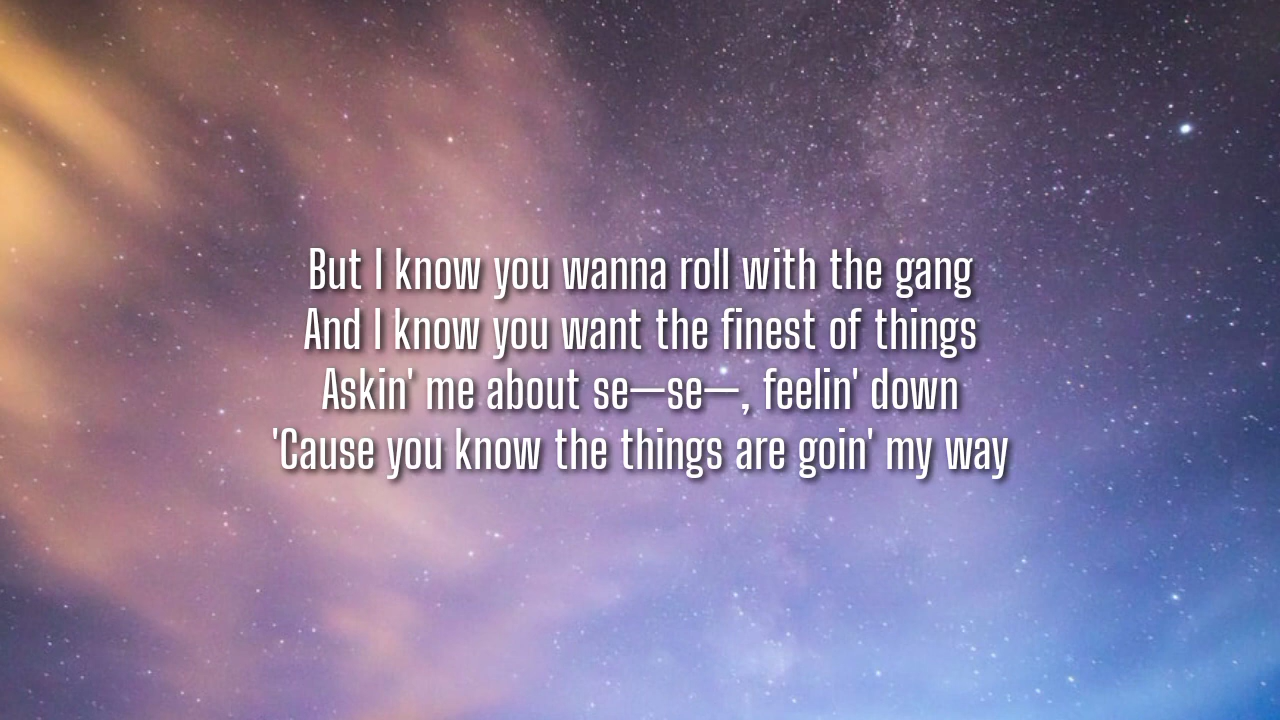 But I know you wanna roll with the gang
And I know you want the finest of things
Askin' me about se—se—, feelin' down
'Cause you know the things are goin' my way